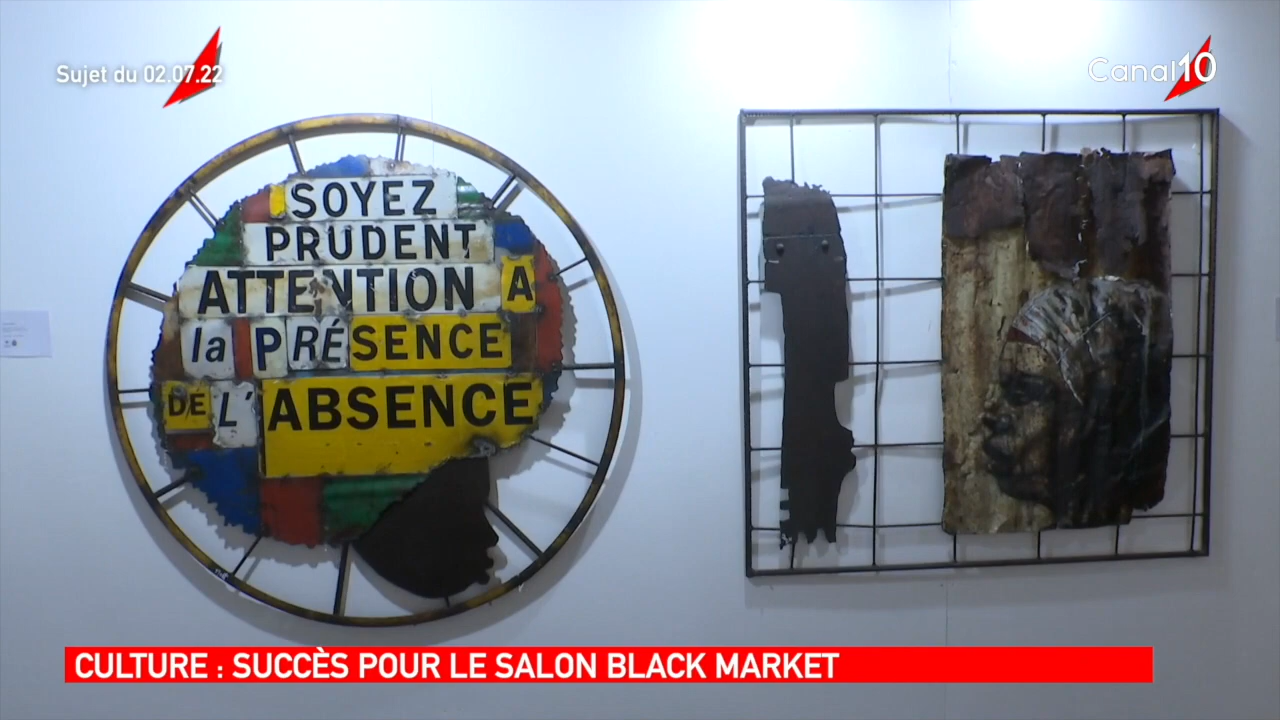 Sujet du 02.07.22
Canal10
SOYEZ
PRUDENT
ATTENTION A
la PRÉSENCE
DE L'ABSENCE
CULTURE : SUCCÈS POUR LE SALON BLACK MARKET